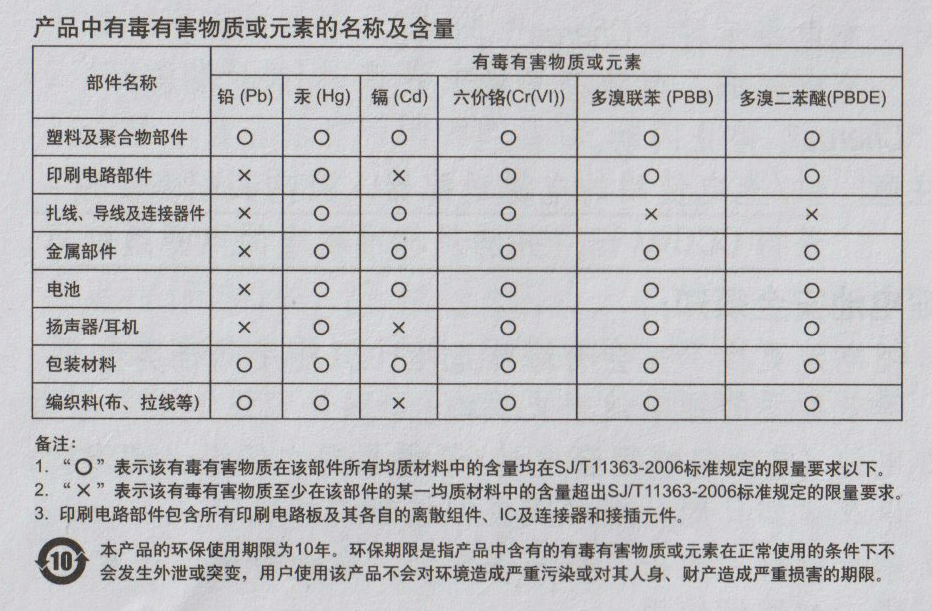 产品中有毒有害物质或元素的名称及含量
部件名称 有毒有害物质或元素
铅 (Pb) 汞 (Hg) 镉 (Cd) 六价铬(Cr(VI)) 多溴联苯 (PBB) 多溴二苯醚(PBDE)
塑料及聚合物部件 ○ ○ ○ ○ ○ ○
印刷电路部件 × ○ × ○ ○ ○
扎线、导线及连接器件 × ○ ○ ○ × ×
金属部件 × ○ ○ ○ ○ ○
电池 × ○ ○ ○ ○ ○
扬声器/耳机 × ○ × ○ ○ ○
包装材料 ○ ○ ○ ○ ○ ○
编织料(布、拉线等) ○ ○ × ○ ○ ○
备注：
1. “○”表示该有毒有害物质在该部件所有均质材料中的含量均在SJ/T11363-2006标准规定的限量要求以下。
2. “×”表示该有毒有害物质至少在该部件的某一均质材料中的含量超出SJ/T11363-2006标准规定的限量要求。
3. 印刷电路部件包含所有印刷电路板及其各自的离散组件、IC及连接器和接插元件。
10 本产品的环保使用期限为10年。环保期限是指产品中含有的有毒有害物质或元素在正常使用的条件下不
会发生外泄或突变，用户使用该产品不会对环境造成严重污染或对其人身、财产造成严重损害的期限。